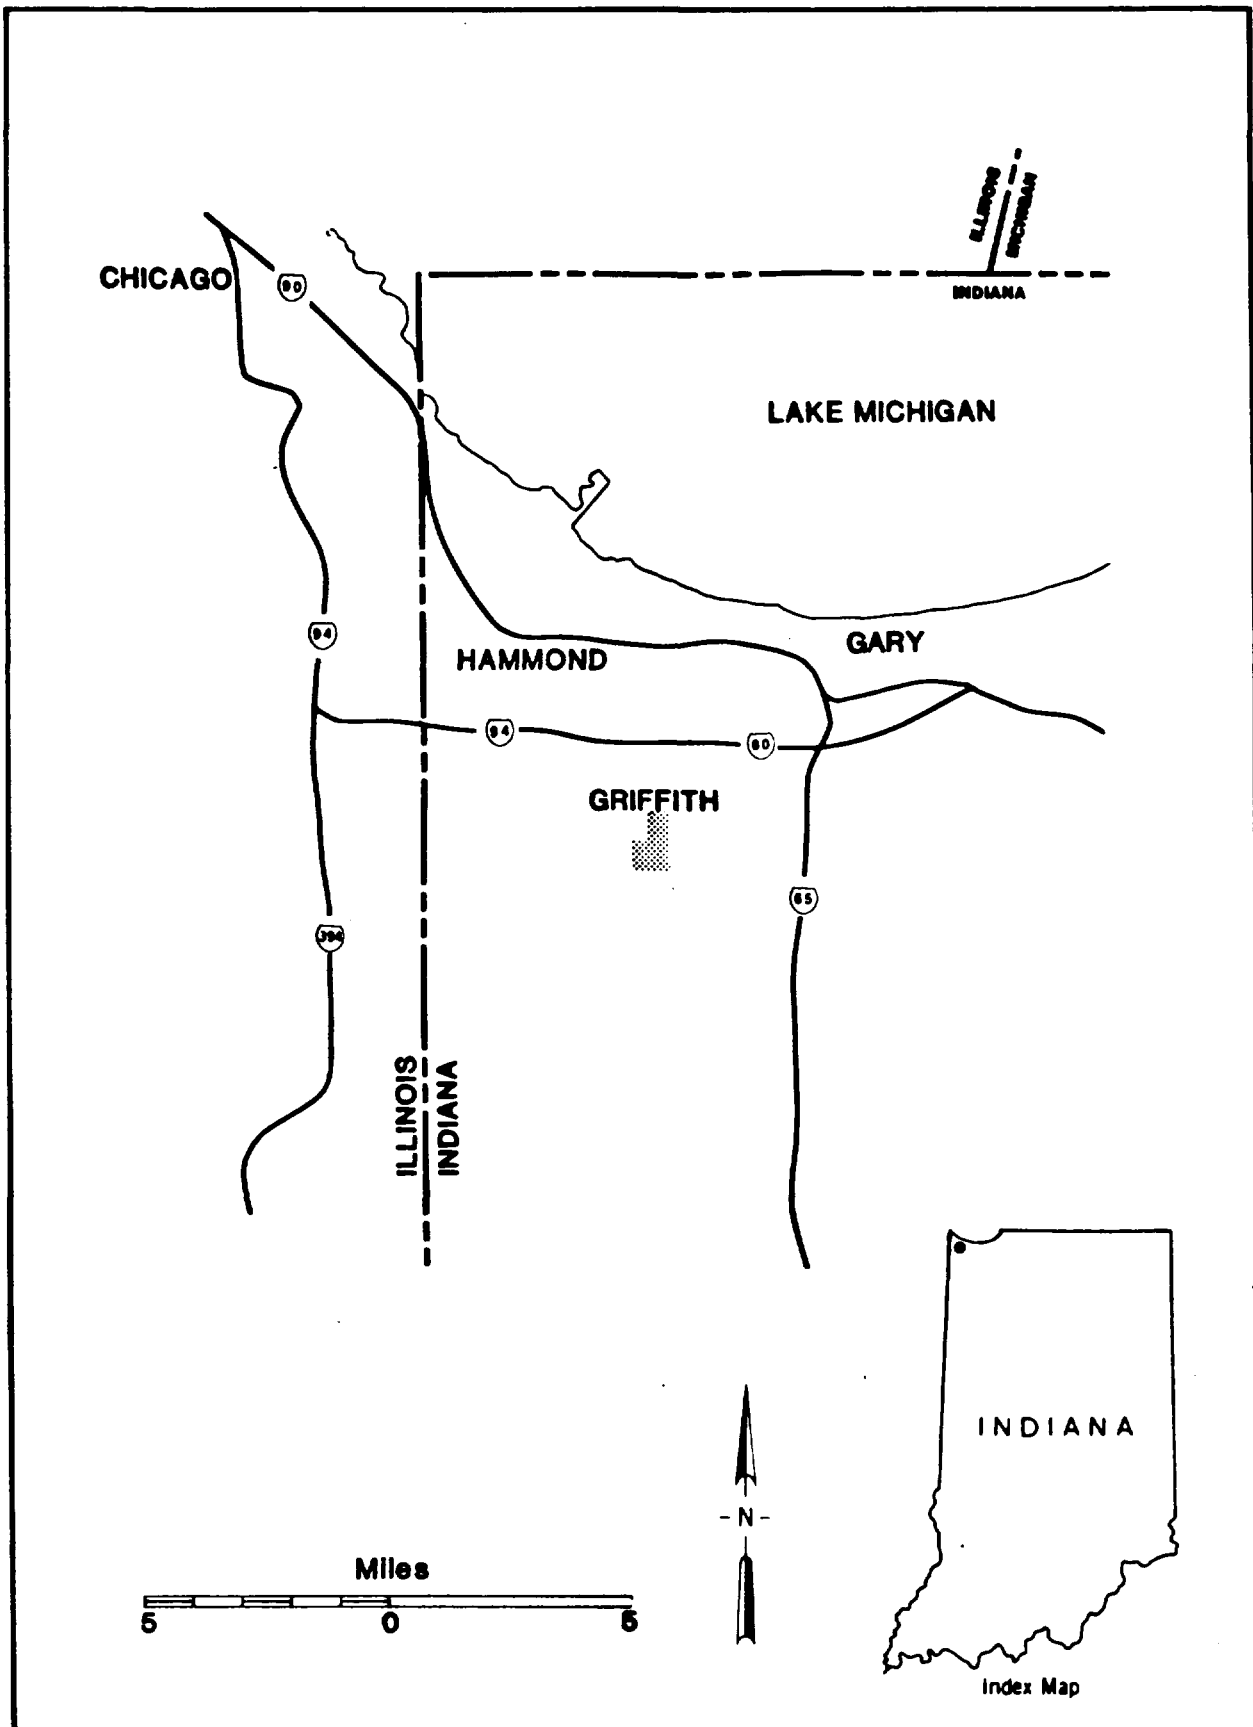 ILLINOIS
MICHIGAN
CHICAGO
90
INDIANA
LAKE MICHIGAN
94
GARY
HAMMOND
94
80
GRIFFITH
65
394
ILLINOIS
INDIANA
INDIANA
-N-
Miles
5 0 5
Index Map